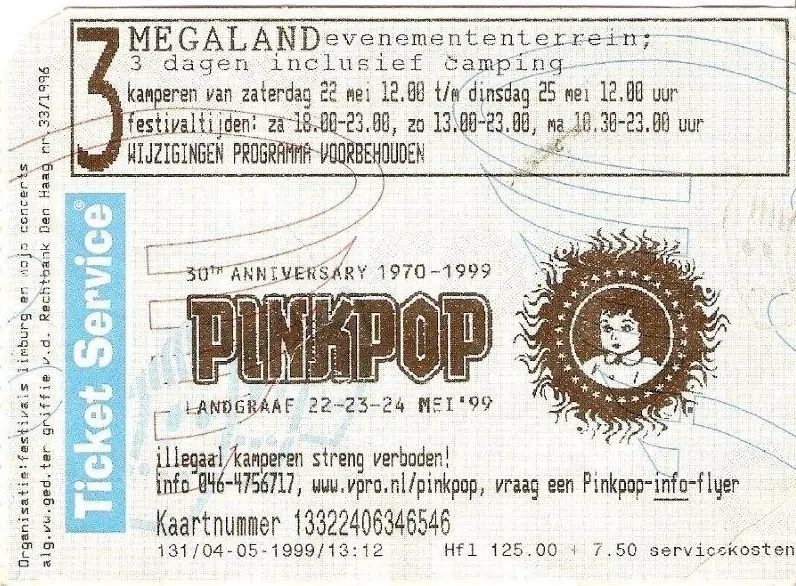 3 MEGALANDevenemententerrein;
3 dagen inclusief camping
kamperen van zaterdag 22 mei 12.00 t/m dinsdag 25 mei 12.00 uur
festivaltijden: za 18.00-23.00, zo 13.00-23.00, ma 10.30-23.00 uur
WIJZIGINGEN PROGRAMMA VOORBEHOUDEN
Organisatie:festivals limburg en mojo concerts
alg.vw.ged.ter griffie v.d. Rechtbank Den Haag nr.33/1996
Ticket Service®
30TH ANNIVERSARY 1970-1999
PINKPOP
LANDGRAAF 22-23-24 MEI '99
illegaal kamperen streng verboden!
info 046-4756717, www.vpro.nl/pinkpop, vraag een Pinkpop-info-flyer
Kaartnummer 13322406346546
131/04-05-1999/13:12 Hfl 125.00 + 7.50 servicekosten